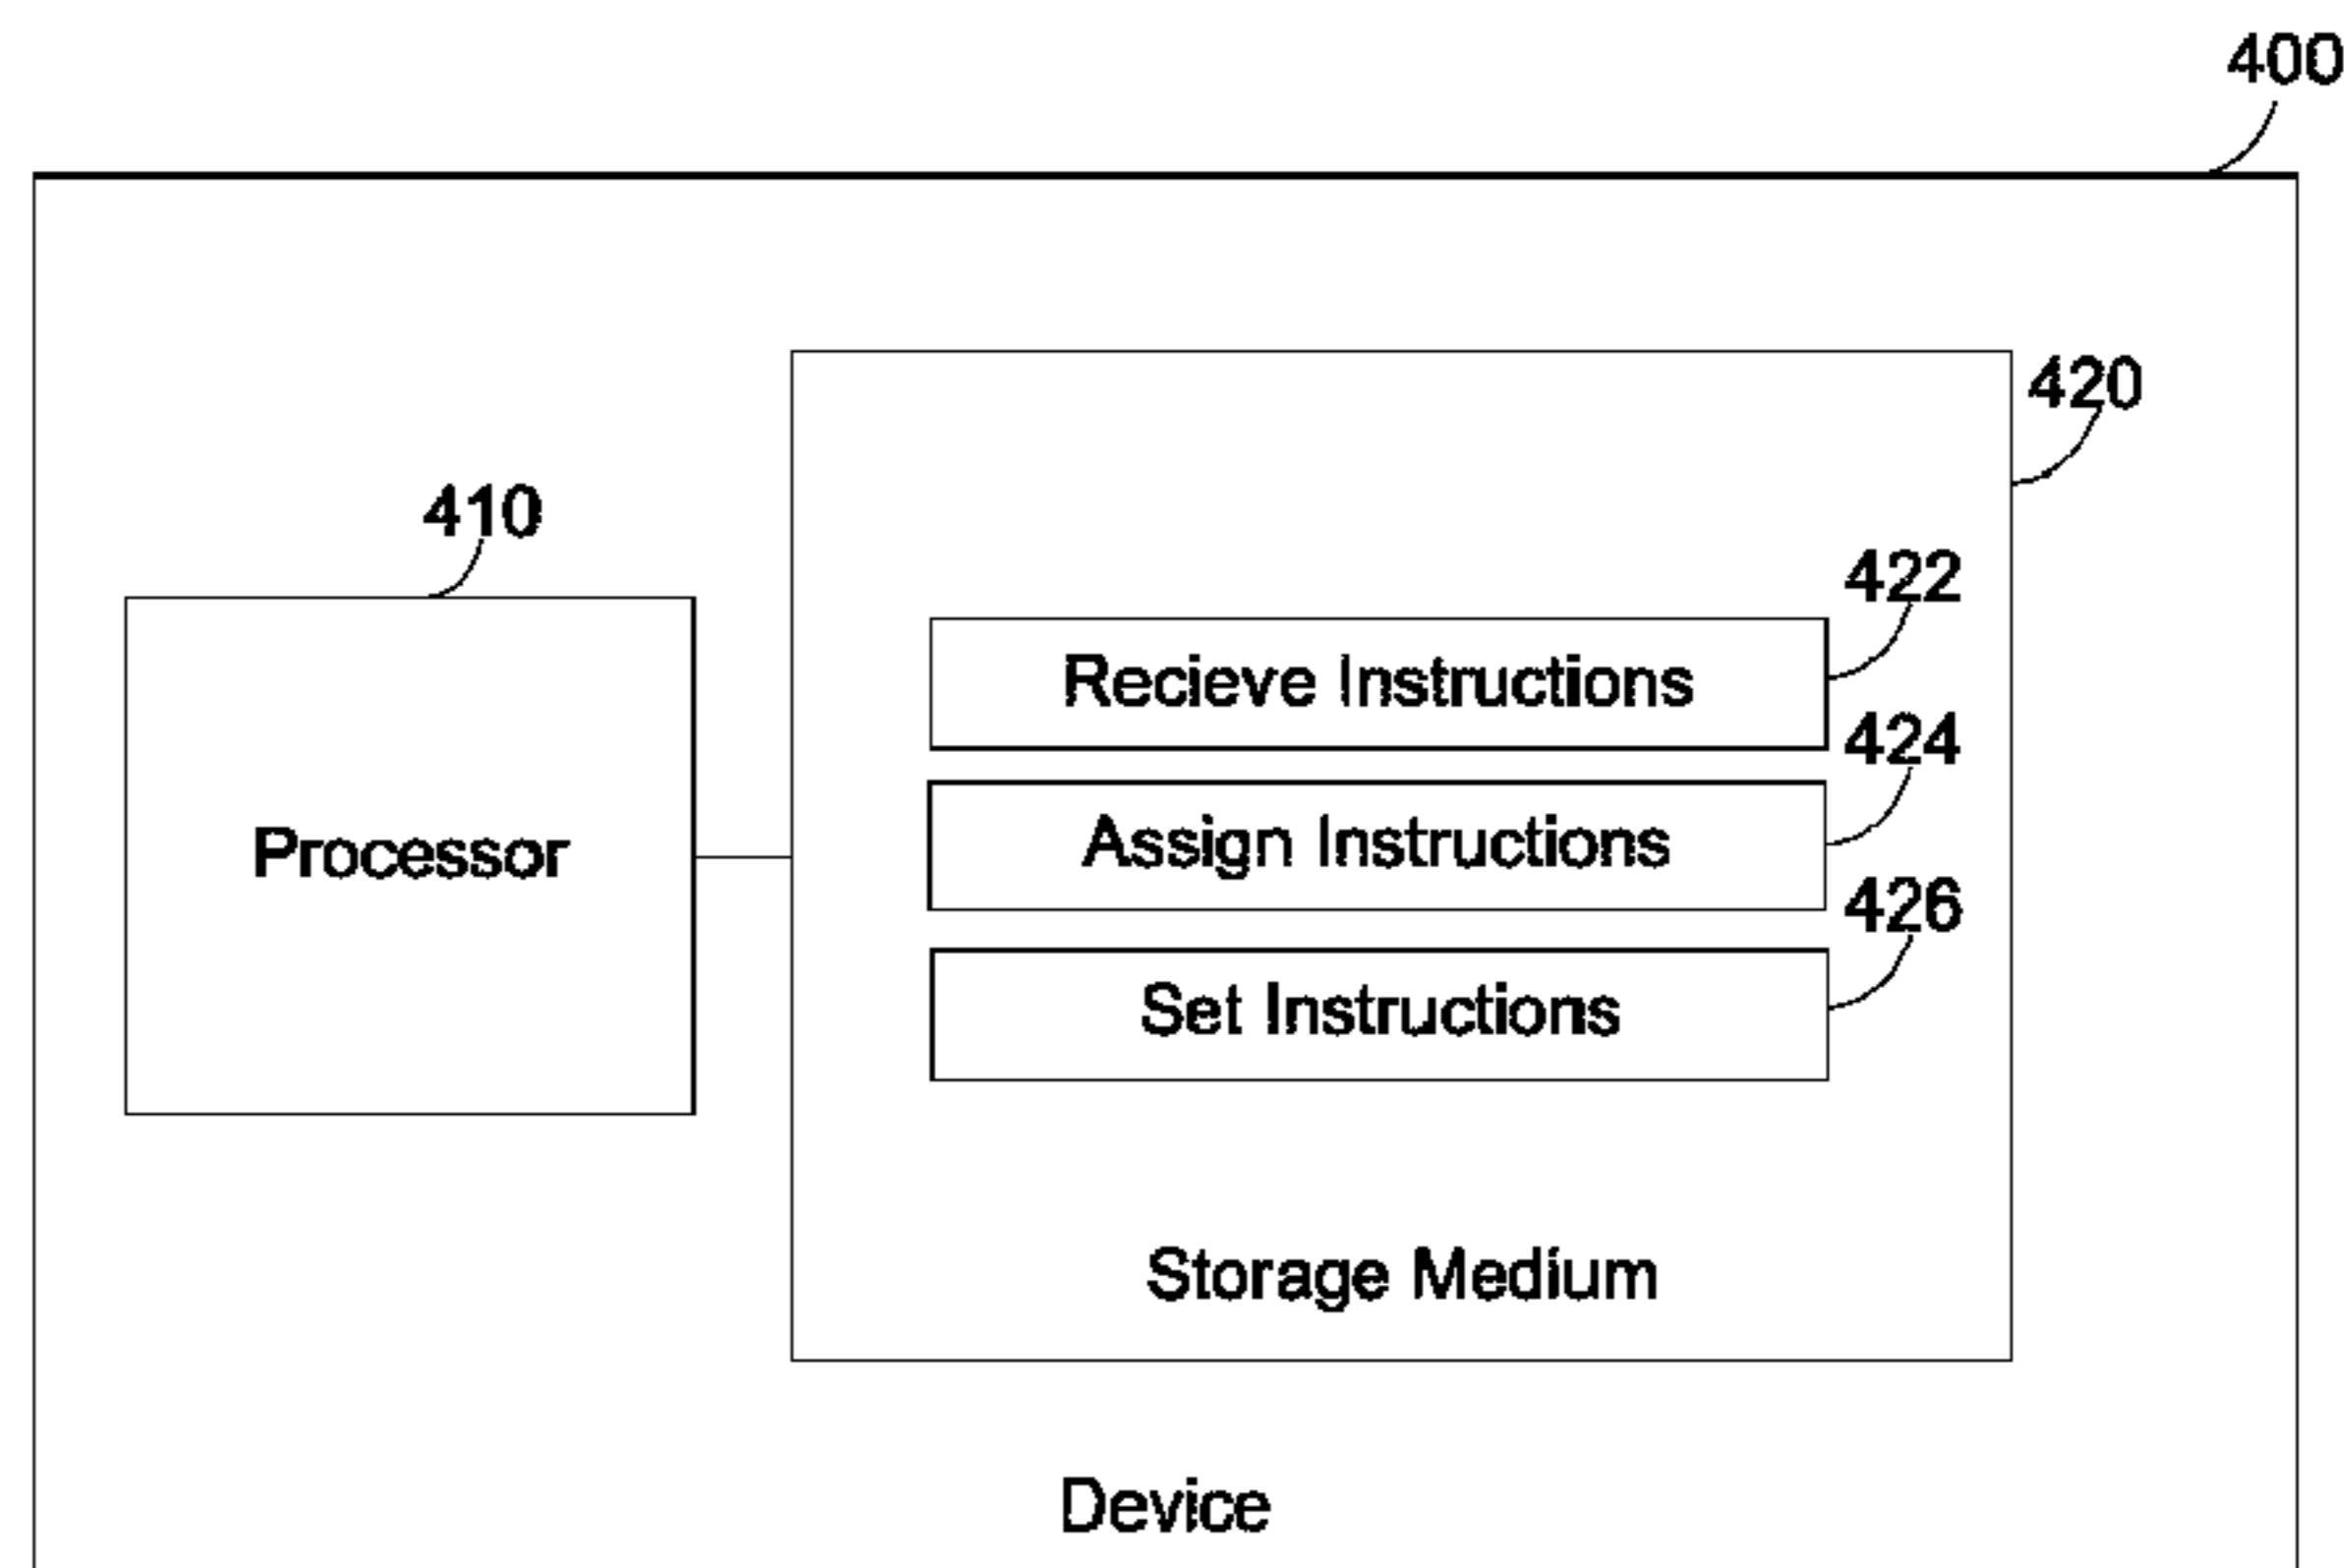 400
420
410
422
Recieve Instructions
424
Assign Instructions
Processor
426
Set Instructions
Storage Medium
Device